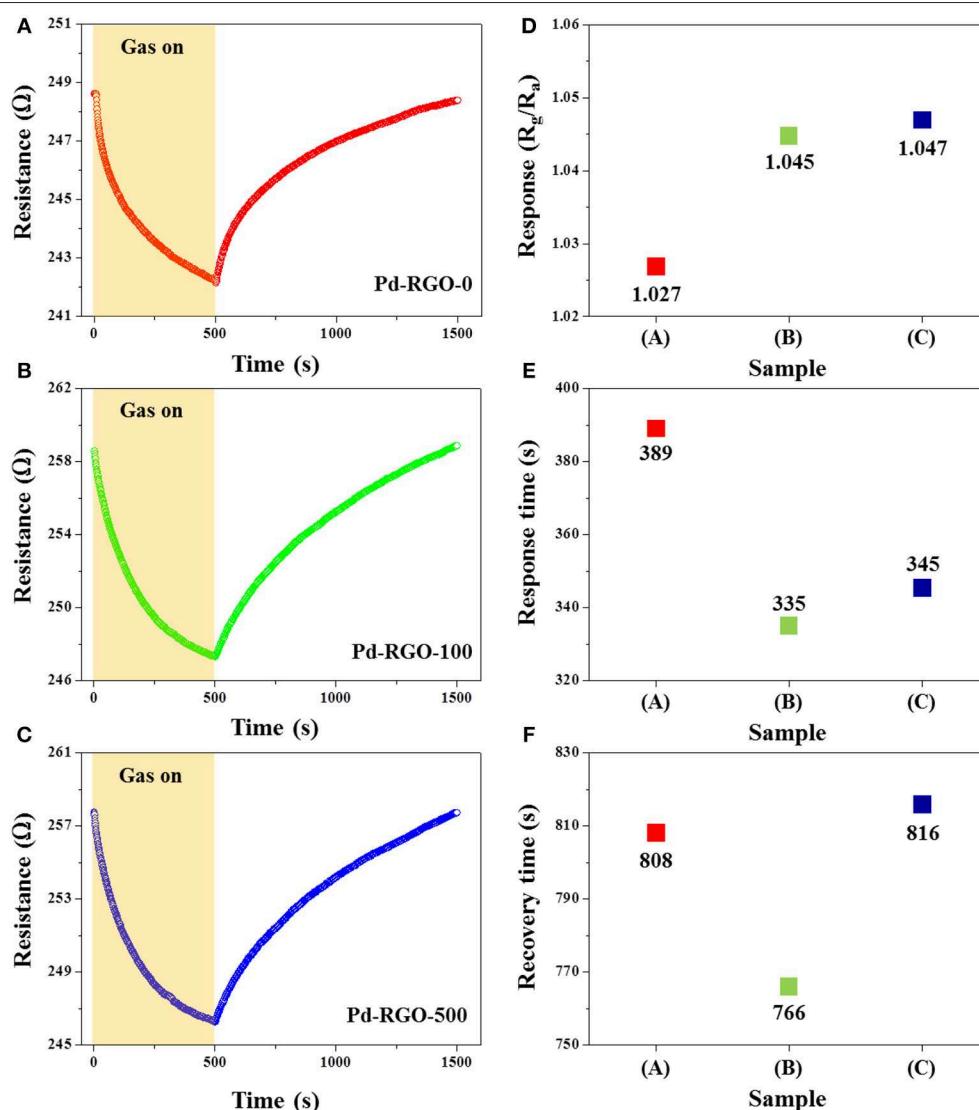 A
251
249
247
245
243
241
Resistance (Ω)
Gas on
Pd-RGO-0
0
500
1000
1500
Time (s)
B
262
258
254
250
246
Resistance (Ω)
Gas on
Pd-RGO-100
0
500
1000
1500
Time (s)
C
261
257
253
249
245
Resistance (Ω)
Gas on
Pd-RGO-500
0
500
1000
1500
Time (s)
D
1.06
1.05
1.04
1.03
1.02
Response (Rg/Ra)
1.027
1.045
1.047
(A) (B) (C)
Sample
E
400
380
360
340
320
Response time (s)
389
335
345
(A) (B) (C)
Sample
F
830
810
790
770
750
Recovery time (s)
808
766
816
(A) (B) (C)
Sample